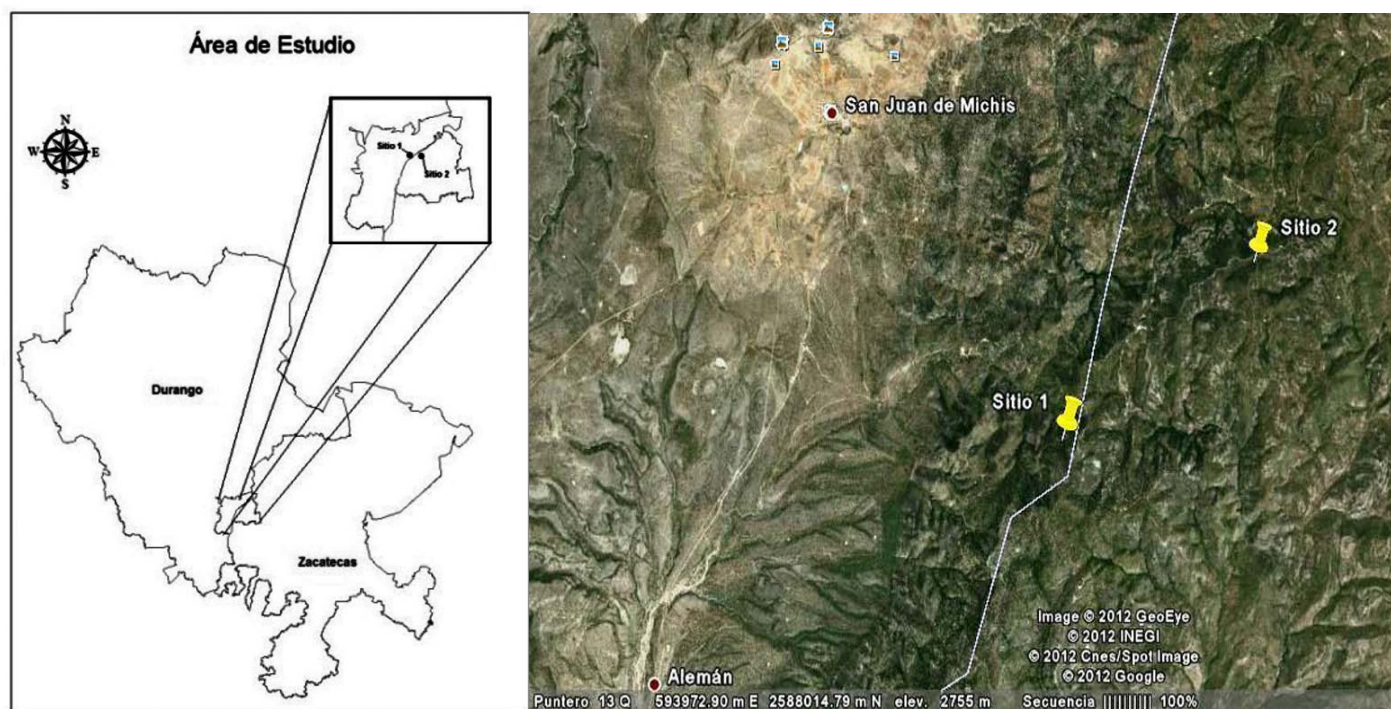 Área de Estudio
N
W E
S
Sitio 1
Sitio 2
Durango
Zacatecas
San Juan de Michis
Sitio 2
Sitio 1
Alemán
Image © 2012 GeoEye
© 2012 INEGI
© 2012 Cnes/Spot Image
© 2012 Google
Puntero 13 Q 593972.90 m E 2588014.79 m N elev. 2755 m Secuencia |||||||||| 100%